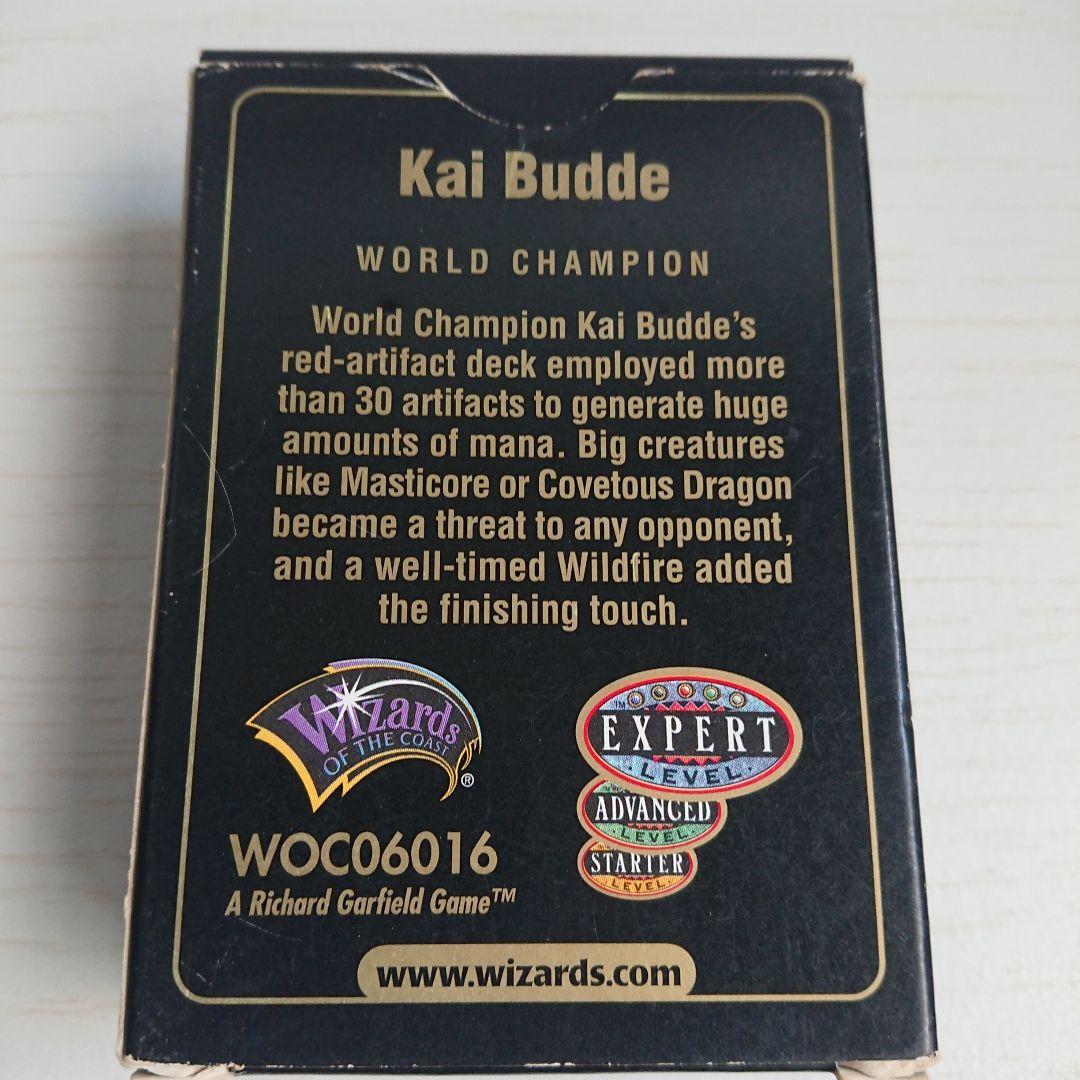 Kai Budde
WORLD CHAMPION
World Champion Kai Budde's
red-artifact deck employed more
than 30 artifacts to generate huge
amounts of mana. Big creatures
like Masticore or Covetous Dragon
became a threat to any opponent,
and a well-timed Wildfire added
the finishing touch.
Wizards
OF THE COAST
®
™
EXPERT
LEVEL
ADVANCED
LEVEL
STARTER
LEVEL
WOC06016
A Richard Garfield Game™
www.wizards.com